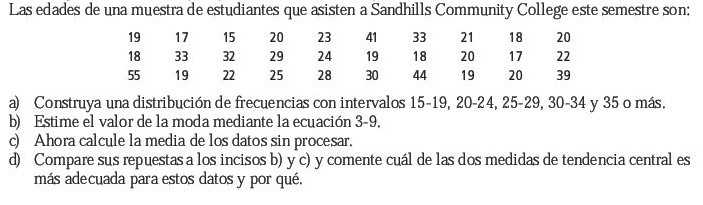 Las edades de una muestra de estudiantes que asisten a Sandhills Community College este semestre son:
19 17 15 20 23 41 33 21 18 20
18 33 32 29 24 19 18 20 17 22
55 19 22 25 28 30 44 19 20 39
a) Construya una distribución de frecuencias con intervalos 15-19, 20-24, 25-29, 30-34 y 35 o más.
b) Estime el valor de la moda mediante la ecuación 3-9.
c) Ahora calcule la media de los datos sin procesar.
d) Compare sus repuestas a los incisos b) y c) y comente cuál de las dos medidas de tendencia central es
más adecuada para estos datos y por qué.